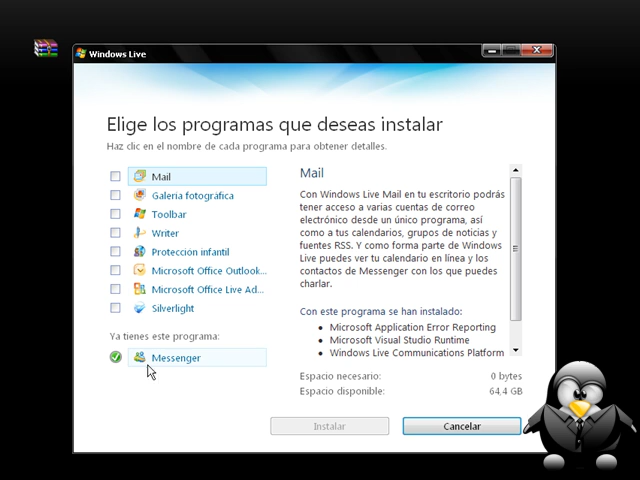 Windows Live
Elige los programas que deseas instalar
Haz clic en el nombre de cada programa para obtener detalles.
Mail
Galería fotográfica
Toolbar
Writer
Protección infantil
Microsoft Office Outlook...
Microsoft Office Live Ad...
Silverlight
Ya tienes este programa:
Messenger
Mail
Con Windows Live Mail en tu escritorio podrás
tener acceso a varias cuentas de correo
electrónico desde un único programa, así
como a tus calendarios, grupos de noticias y
fuentes RSS. Y como forma parte de Windows
Live puedes ver tu calendario en línea y los
contactos de Messenger con los que puedes
charlar.
Con este programa se han instalado:
• Microsoft Application Error Reporting
• Microsoft Visual Studio Runtime
• Windows Live Communications Platform
Espacio necesario: 0 bytes
Espacio disponible: 64,4 GB
Instalar
Cancelar